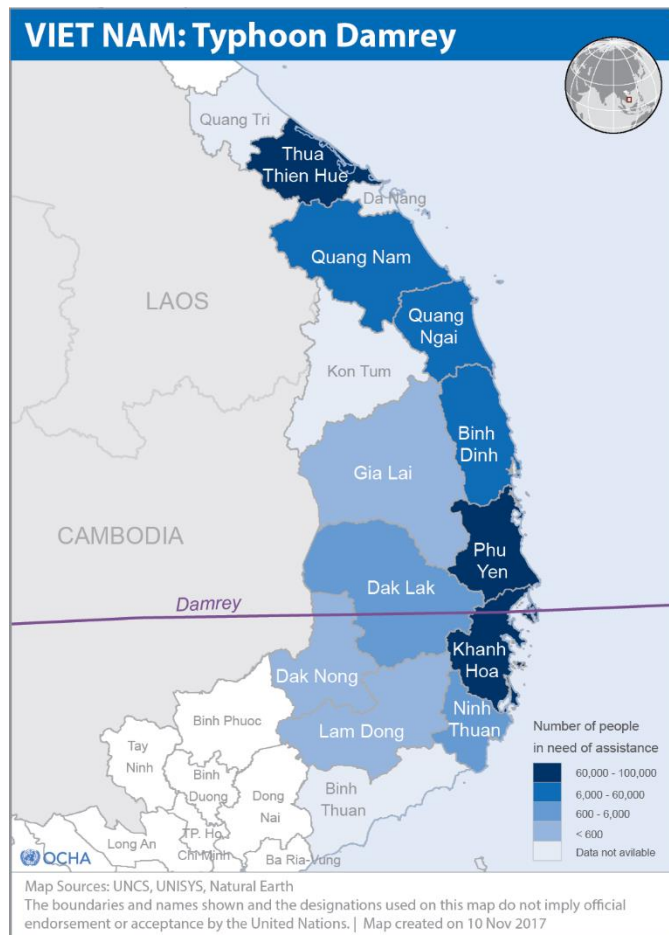 VIET NAM: Typhoon Damrey
Quang Tri
Thua
Thien Hue
Da Nang
Quang Nam
LAOS
Quang
Ngai
Kon Tum
Binh
Dinh
Gia Lai
CAMBODIA
Phu
Yen
Dak Lak
Damrey
Khanh
Hoa
Dak Nong
Ninh
Thuan
Binh Phuoc
Lam Dong
Tay
Ninh
Binh
Duong
Dong
Nai
Binh
Thuan
Long An
TP. Ho
Chi Minh
Ba Ria-Vung
Number of people
in need of assistance
60,000 - 100,000
6,000 - 60,000
600 - 6,000
< 600
Data not avilable
OCHA
Map Sources: UNCS, UNISYS, Natural Earth
The boundaries and names shown and the designations used on this map do not imply official
endorsement or acceptance by the United Nations. | Map created on 10 Nov 2017